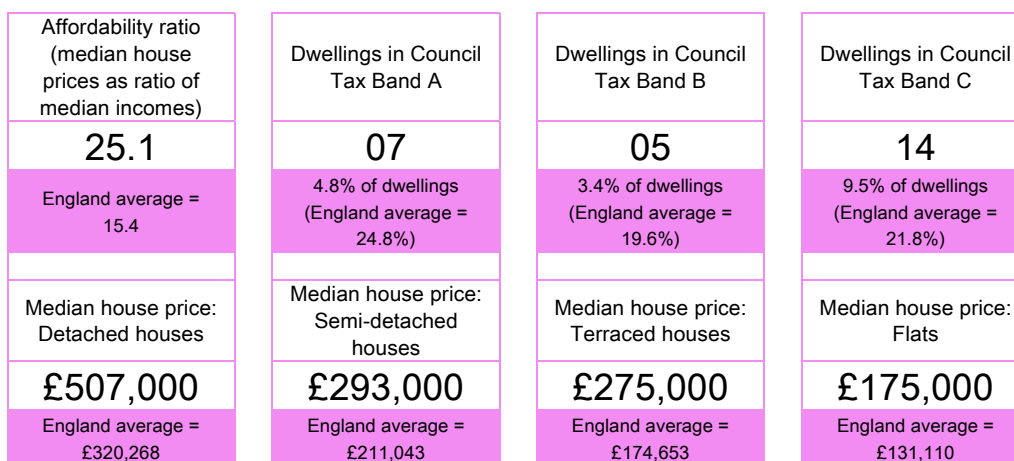 Affordability ratio
(median house
prices as ratio of
median incomes)
25.1
England average =
15.4
Dwellings in Council
Tax Band A
07
4.8% of dwellings
(England average =
24.8%)
Dwellings in Council
Tax Band B
05
3.4% of dwellings
(England average =
19.6%)
Dwellings in Council
Tax Band C
14
9.5% of dwellings
(England average =
21.8%)
Median house price:
Detached houses
£507,000
England average =
£320,268
Median house price:
Semi-detached
houses
£293,000
England average =
£211,043
Median house price:
Terraced houses
£275,000
England average =
£174,653
Median house price:
Flats
£175,000
England average =
£131,110